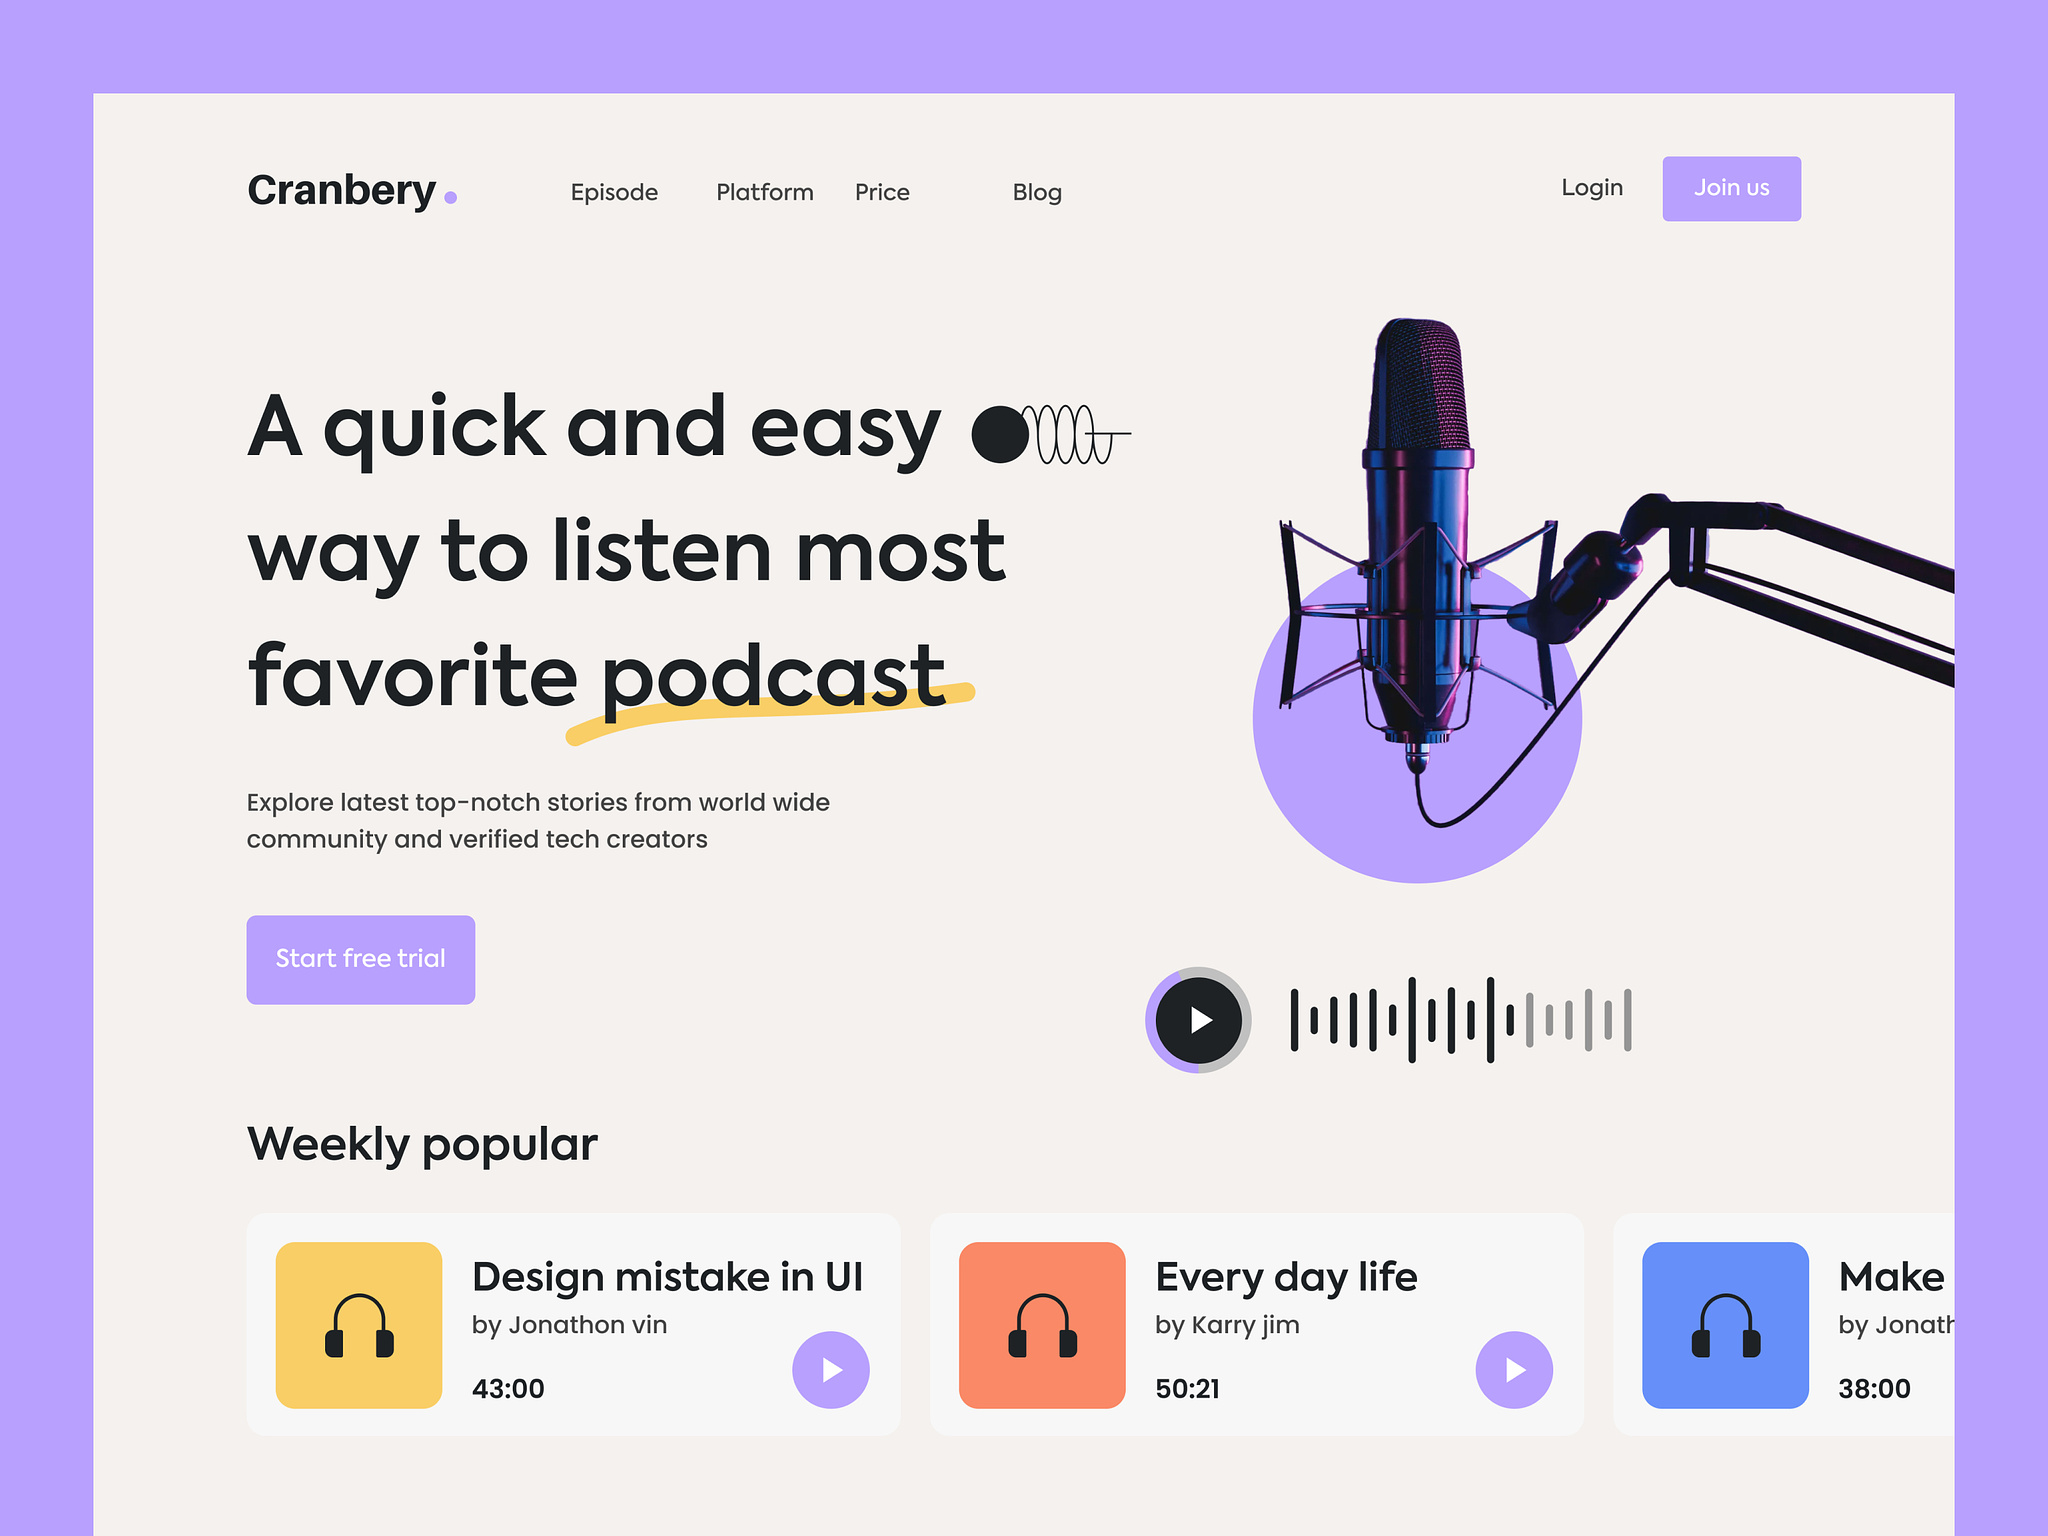 Cranbery
Episode Platform Price Blog
Login Join us
A quick and easy
way to listen most
favorite podcast
Explore latest top-notch stories from world wide
community and verified tech creators
Start free trial
Weekly popular
Design mistake in UI
by Jonathon vin
43:00
Every day life
by Karry jim
50:21
Make
by Jonath
38:00